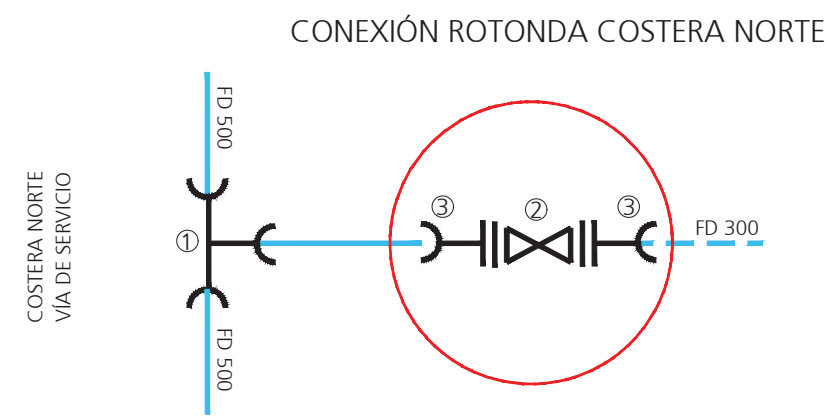 CONEXIÓN ROTONDA COSTERA NORTE
FD 500
COSTERA NORTE
VÍA DE SERVICIO
①
③
②
③
FD 300
FD 500